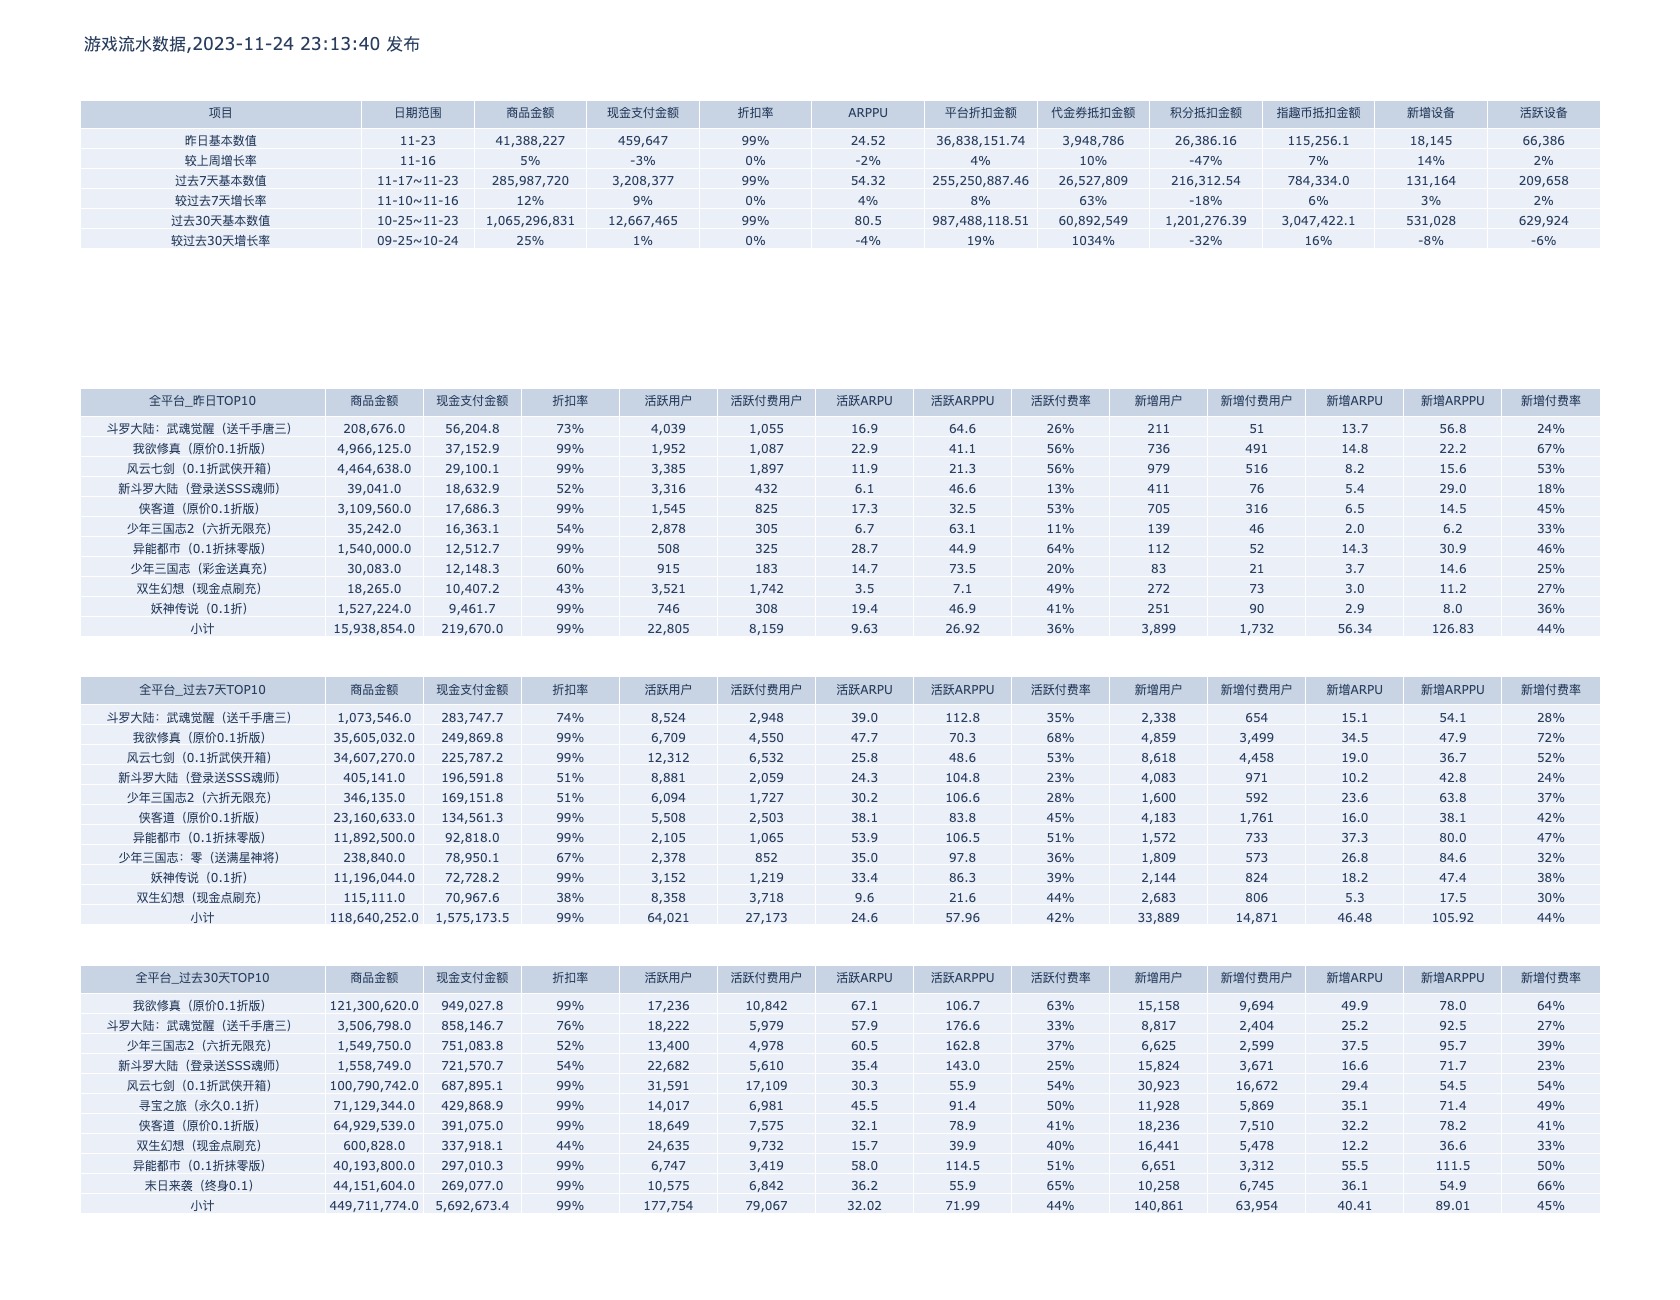 游戏流水数据,2023-11-24 23:13:40 发布
项目 日期范围 商品金额 现金支付金额 折扣率 ARPPU 平台折扣金额 代金券抵扣金额 积分抵扣金额 指趣币抵扣金额 新增设备 活跃设备
昨日基本数值 11-23 41,388,227 459,647 99% 24.52 36,838,151.74 3,948,786 26,386.16 115,256.1 18,145 66,386
较上周增长率 11-16 5% -3% 0% -2% 4% 10% -47% 7% 14% 2%
过去7天基本数值 11-17~11-23 285,987,720 3,208,377 99% 54.32 255,250,887.46 26,527,809 216,312.54 784,334.0 131,164 209,658
较过去7天增长率 11-10~11-16 12% 9% 0% 4% 8% 63% -18% 6% 3% 2%
过去30天基本数值 10-25~11-23 1,065,296,831 12,667,465 99% 80.5 987,488,118.51 60,892,549 1,201,276.39 3,047,422.1 531,028 629,924
较过去30天增长率 09-25~10-24 25% 1% 0% -4% 19% 1034% -32% 16% -8% -6%
全平台_昨日TOP10 商品金额 现金支付金额 折扣率 活跃用户 活跃付费用户 活跃ARPU 活跃ARPPU 活跃付费率 新增用户 新增付费用户 新增ARPU 新增ARPPU 新增付费率
斗罗大陆：武魂觉醒（送千手唐三） 208,676.0 56,204.8 73% 4,039 1,055 16.9 64.6 26% 211 51 13.7 56.8 24%
我欲修真（原价0.1折版） 4,966,125.0 37,152.9 99% 1,952 1,087 22.9 41.1 56% 736 491 14.8 22.2 67%
风云七剑（0.1折武侠开箱） 4,464,638.0 29,100.1 99% 3,385 1,897 11.9 21.3 56% 979 516 8.2 15.6 53%
新斗罗大陆（登录送SSS魂师） 39,041.0 18,632.9 52% 3,316 432 6.1 46.6 13% 411 76 5.4 29.0 18%
侠客道（原价0.1折版） 3,109,560.0 17,686.3 99% 1,545 825 17.3 32.5 53% 705 316 6.5 14.5 45%
少年三国志2（六折无限充） 35,242.0 16,363.1 54% 2,878 305 6.7 63.1 11% 139 46 2.0 6.2 33%
异能都市（0.1折抹零版） 1,540,000.0 12,512.7 99% 508 325 28.7 44.9 64% 112 52 14.3 30.9 46%
少年三国志（彩金送真充） 30,083.0 12,148.3 60% 915 183 14.7 73.5 20% 83 21 3.7 14.6 25%
双生幻想（现金点刷充） 18,265.0 10,407.2 43% 3,521 1,742 3.5 7.1 49% 272 73 3.0 11.2 27%
妖神传说（0.1折） 1,527,224.0 9,461.7 99% 746 308 19.4 46.9 41% 251 90 2.9 8.0 36%
小计 15,938,854.0 219,670.0 99% 22,805 8,159 9.63 26.92 36% 3,899 1,732 56.34 126.83 44%
全平台_过去7天TOP10 商品金额 现金支付金额 折扣率 活跃用户 活跃付费用户 活跃ARPU 活跃ARPPU 活跃付费率 新增用户 新增付费用户 新增ARPU 新增ARPPU 新增付费率
斗罗大陆：武魂觉醒（送千手唐三） 1,073,546.0 283,747.7 74% 8,524 2,948 39.0 112.8 35% 2,338 654 15.1 54.1 28%
我欲修真（原价0.1折版） 35,605,032.0 249,869.8 99% 6,709 4,550 47.7 70.3 68% 4,859 3,499 34.5 47.9 72%
风云七剑（0.1折武侠开箱） 34,607,270.0 225,787.2 99% 12,312 6,532 25.8 48.6 53% 8,618 4,458 19.0 36.7 52%
新斗罗大陆（登录送SSS魂师） 405,141.0 196,591.8 51% 8,881 2,059 24.3 104.8 23% 4,083 971 10.2 42.8 24%
少年三国志2（六折无限充） 346,135.0 169,151.8 51% 6,094 1,727 30.2 106.6 28% 1,600 592 23.6 63.8 37%
侠客道（原价0.1折版） 23,160,633.0 134,561.3 99% 5,508 2,503 38.1 83.8 45% 4,183 1,761 16.0 38.1 42%
异能都市（0.1折抹零版） 11,892,500.0 92,818.0 99% 2,105 1,065 53.9 106.5 51% 1,572 733 37.3 80.0 47%
少年三国志：零（送满星神将） 238,840.0 78,950.1 67% 2,378 852 35.0 97.8 36% 1,809 573 26.8 84.6 32%
妖神传说（0.1折） 11,196,044.0 72,728.2 99% 3,152 1,219 33.4 86.3 39% 2,144 824 18.2 47.4 38%
双生幻想（现金点刷充） 115,111.0 70,967.6 38% 8,358 3,718 9.6 21.6 44% 2,683 806 5.3 17.5 30%
小计 118,640,252.0 1,575,173.5 99% 64,021 27,173 24.6 57.96 42% 33,889 14,871 46.48 105.92 44%
全平台_过去30天TOP10 商品金额 现金支付金额 折扣率 活跃用户 活跃付费用户 活跃ARPU 活跃ARPPU 活跃付费率 新增用户 新增付费用户 新增ARPU 新增ARPPU 新增付费率
我欲修真（原价0.1折版） 121,300,620.0 949,027.8 99% 17,236 10,842 67.1 106.7 63% 15,158 9,694 49.9 78.0 64%
斗罗大陆：武魂觉醒（送千手唐三） 3,506,798.0 858,146.7 76% 18,222 5,979 57.9 176.6 33% 8,817 2,404 25.2 92.5 27%
少年三国志2（六折无限充） 1,549,750.0 751,083.8 52% 13,400 4,978 60.5 162.8 37% 6,625 2,599 37.5 95.7 39%
新斗罗大陆（登录送SSS魂师） 1,558,749.0 721,570.7 54% 22,682 5,610 35.4 143.0 25% 15,824 3,671 16.6 71.7 23%
风云七剑（0.1折武侠开箱） 100,790,742.0 687,895.1 99% 31,591 17,109 30.3 55.9 54% 30,923 16,672 29.4 54.5 54%
寻宝之旅（永久0.1折） 71,129,344.0 429,868.9 99% 14,017 6,981 45.5 91.4 50% 11,928 5,869 35.1 71.4 49%
侠客道（原价0.1折版） 64,929,539.0 391,075.0 99% 18,649 7,575 32.1 78.9 41% 18,236 7,510 32.2 78.2 41%
双生幻想（现金点刷充） 600,828.0 337,918.1 44% 24,635 9,732 15.7 39.9 40% 16,441 5,478 12.2 36.6 33%
异能都市（0.1折抹零版） 40,193,800.0 297,010.3 99% 6,747 3,419 58.0 114.5 51% 6,651 3,312 55.5 111.5 50%
末日来袭（终身0.1） 44,151,604.0 269,077.0 99% 10,575 6,842 36.2 55.9 65% 10,258 6,745 36.1 54.9 66%
小计 449,711,774.0 5,692,673.4 99% 177,754 79,067 32.02 71.99 44% 140,861 63,954 40.41 89.01 45%